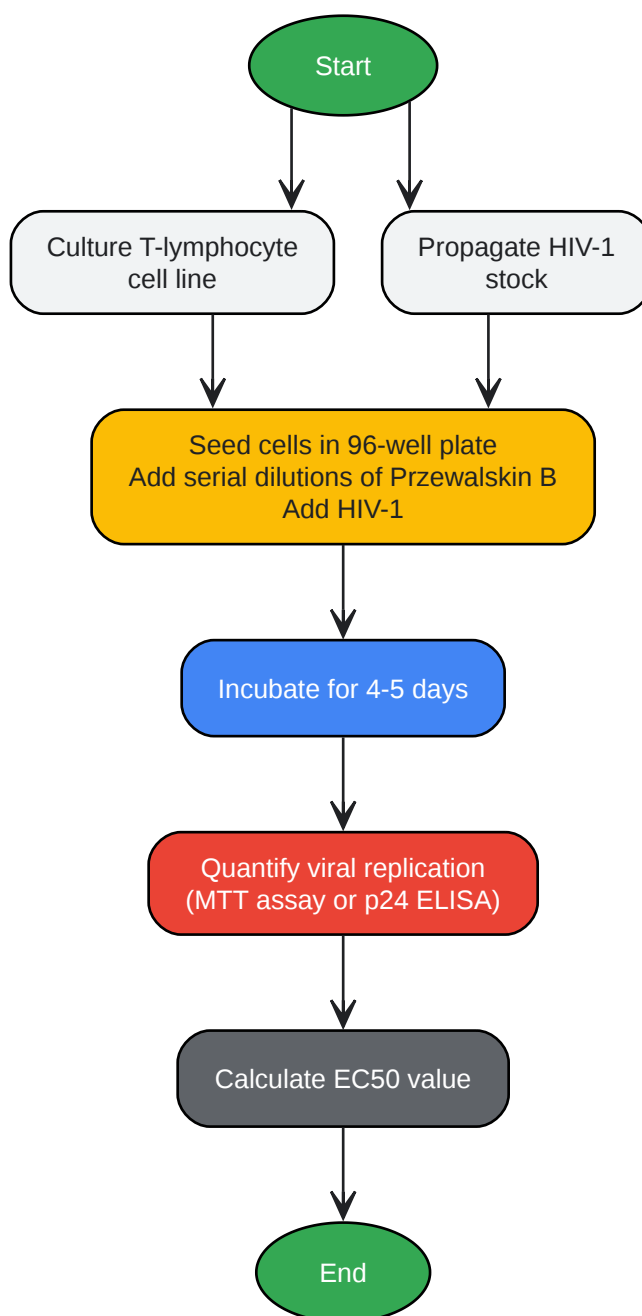 Start
Culture T-lymphocyte
cell line
Propagate HIV-1
stock
Seed cells in 96-well plate
Add serial dilutions of Przewalskin B
Add HIV-1
Incubate for 4-5 days
Quantify viral replication
(MTT assay or p24 ELISA)
Calculate EC50 value
End